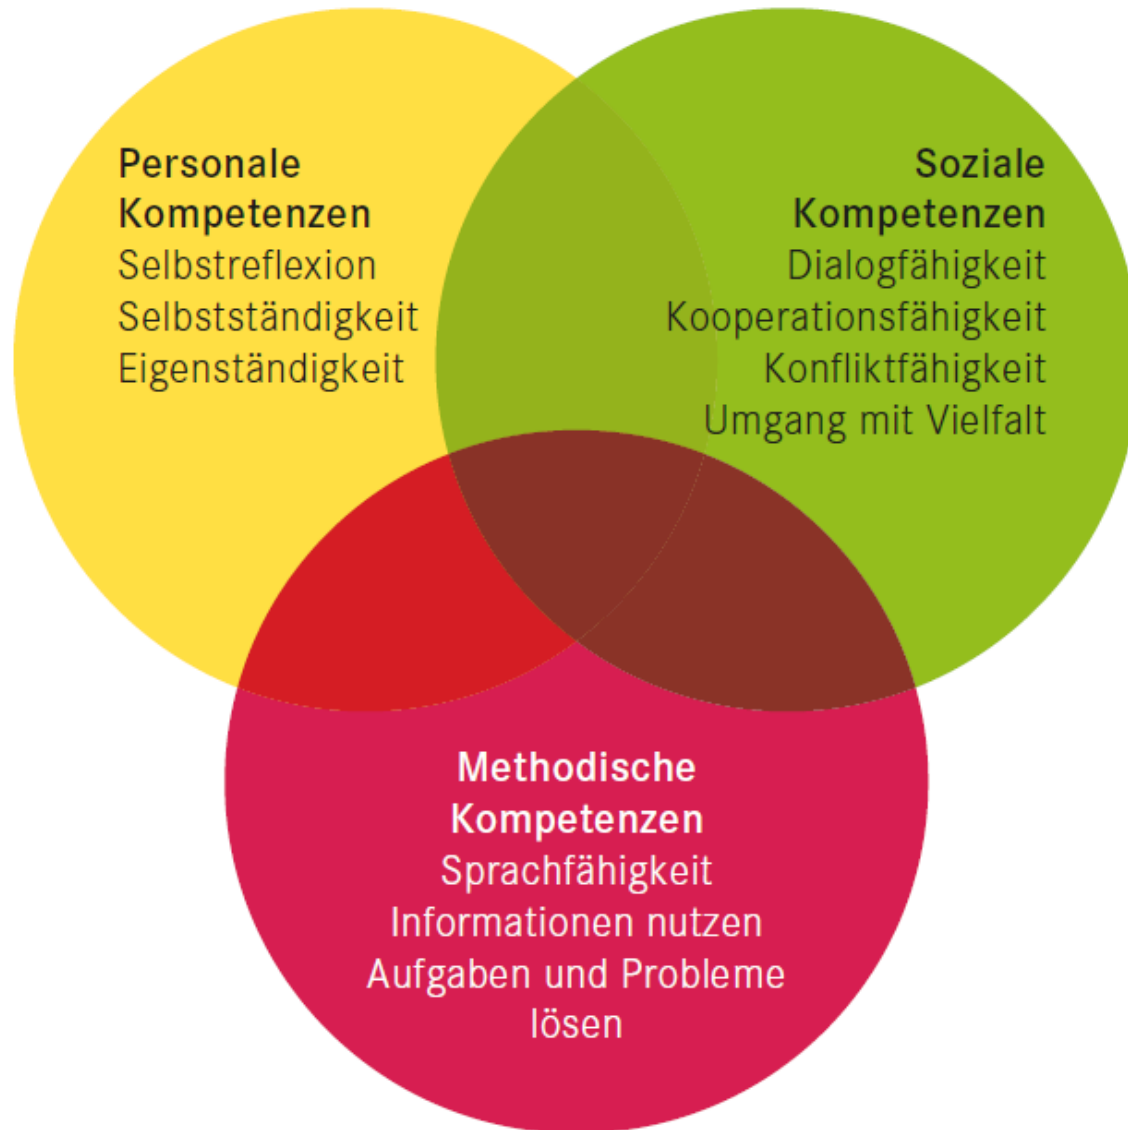 Personale
Kompetenzen
Selbstreflexion
Selbstständigkeit
Eigenständigkeit
Soziale
Kompetenzen
Dialogfähigkeit
Kooperationsfähigkeit
Konfliktfähigkeit
Umgang mit Vielfalt
Methodische
Kompetenzen
Sprachfähigkeit
Informationen nutzen
Aufgaben und Probleme
lösen